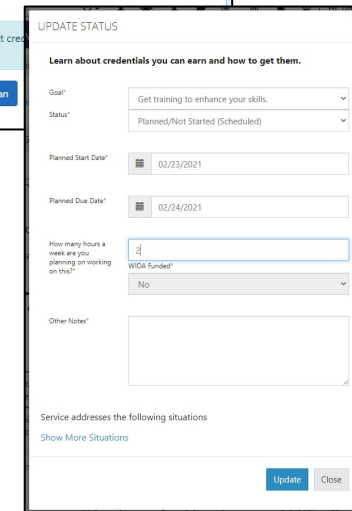 UPDATE STATUS
Learn about credentials you can earn and how to get them.
Goal*
Get training to enhance your skills.
Status*
Planned/Not Started (Scheduled)
Planned Start Date*
02/23/2021
Planned Due Date*
02/24/2021
How many hours a
week are you
planning on working
on this?*
2
WIOA Funded*
No
Other Notes*
Service addresses the following situations
Show More Situations
Update
Close